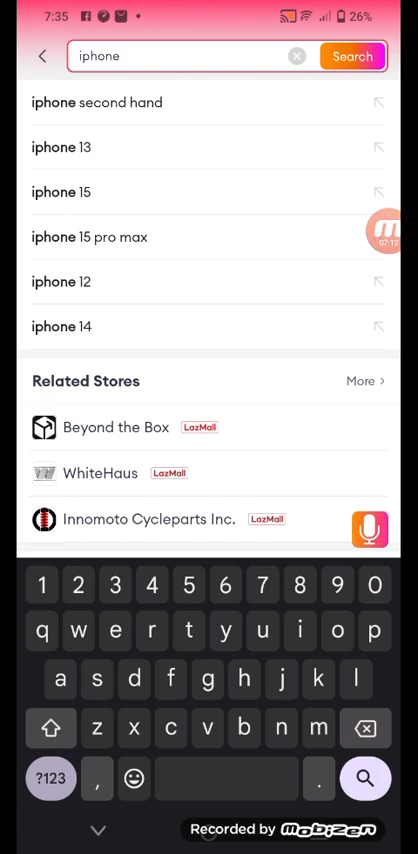 7:35
26%
iphone
Search
iphone second hand
iphone 13
iphone 15
iphone 15 pro max
07:12
iphone 12
iphone 14
Related Stores
More >
Beyond the Box LazMall
WhiteHaus LazMall
Innomoto Cycleparts Inc. LazMall
1 2 3 4 5 6 7 8 9 0
q w e r t y u i o p
a s d f g h j k l
z x c v b n m
?123 , .
Recorded by mobizen